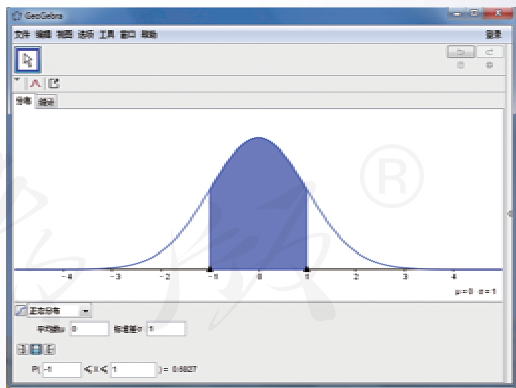 GeoGebra
文件 编辑 视图 选项 工具 窗口 帮助 登录
分布 统计
-4 -3 -2 -1 0 1 2 3 4
μ=0 σ=1
正态分布
平均数μ 0 标准差σ 1
P( -1 ≤X≤ 1 )= 0.6827
®